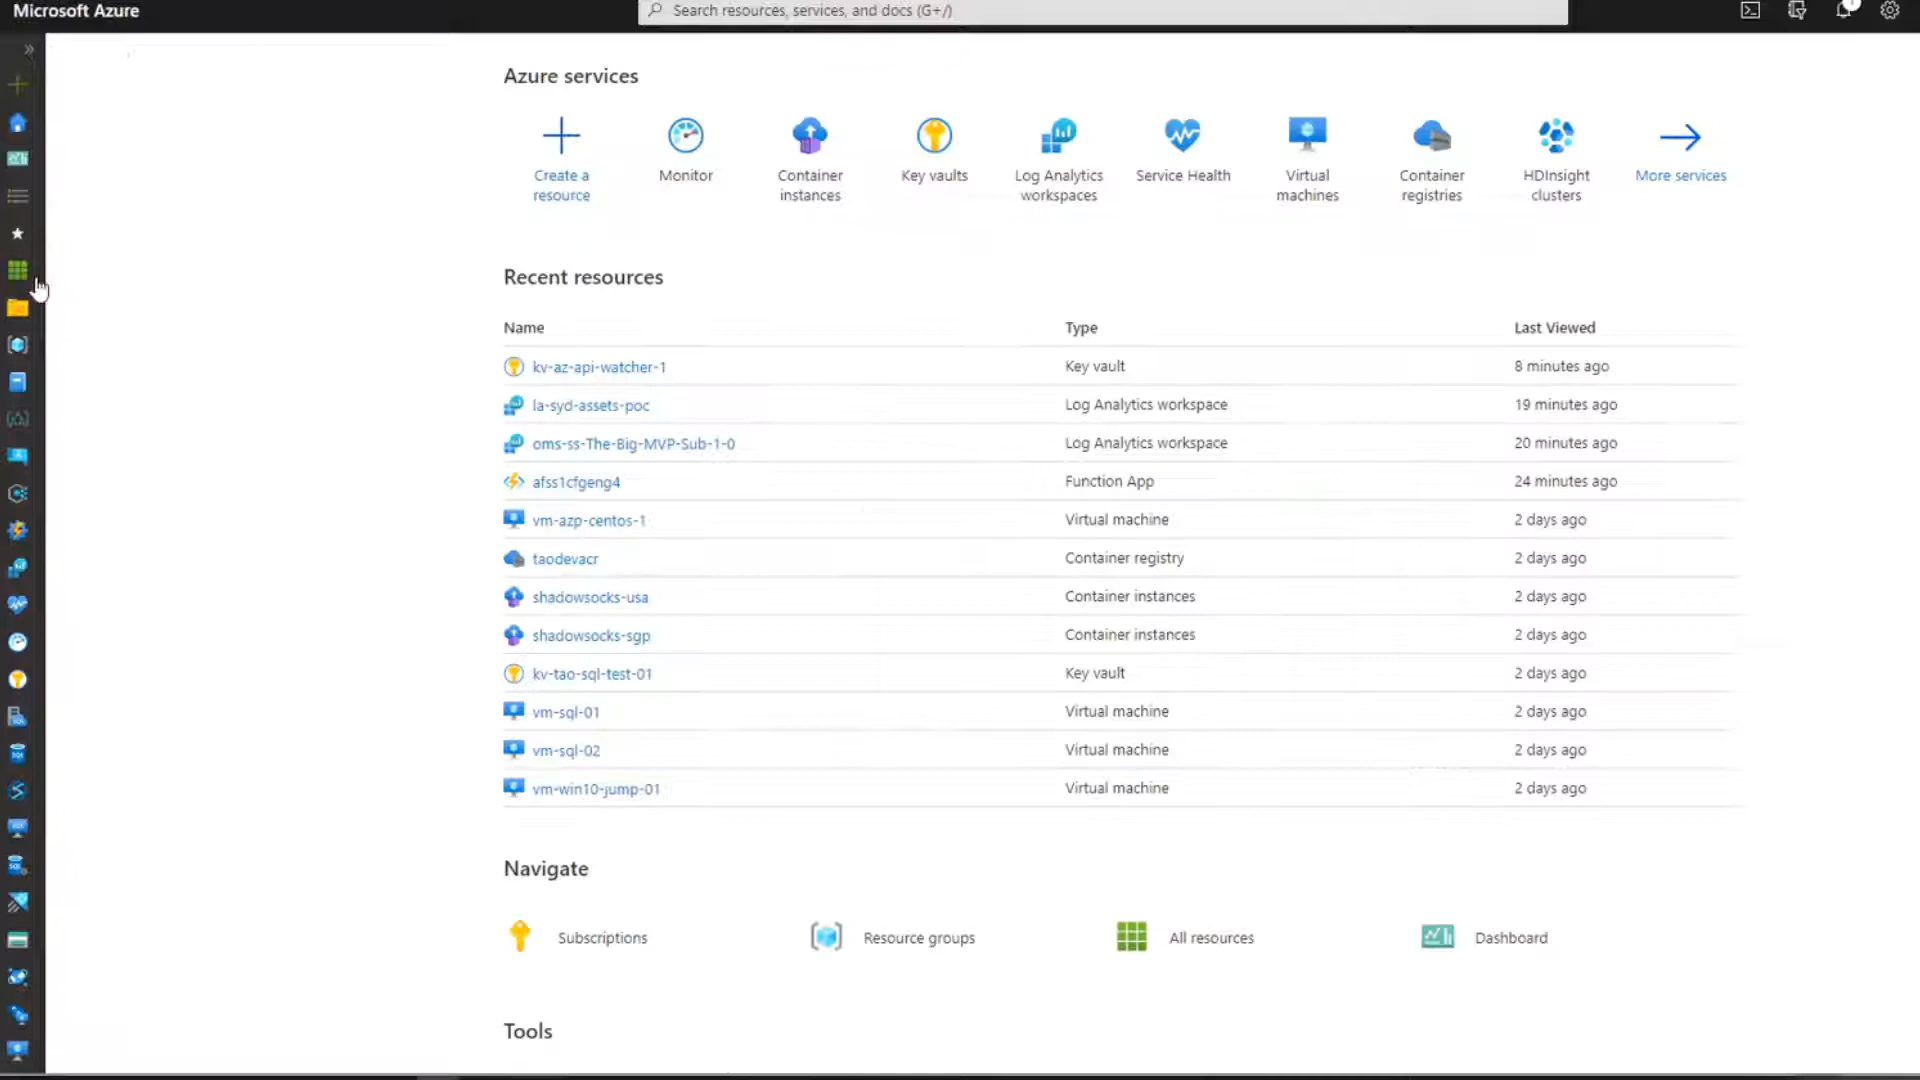 Microsoft Azure
Search resources, services, and docs (G+/)
Azure services
Create a resource
Monitor
Container instances
Key vaults
Log Analytics workspaces
Service Health
Virtual machines
Container registries
HDInsight clusters
More services
Recent resources
Name Type Last Viewed
kv-az-api-watcher-1 Key vault 8 minutes ago
la-syd-assets-poc Log Analytics workspace 19 minutes ago
oms-ss-The-Big-MVP-Sub-1-0 Log Analytics workspace 20 minutes ago
afss1cfgeng4 Function App 24 minutes ago
vm-azp-centos-1 Virtual machine 2 days ago
taodevacr Container registry 2 days ago
shadowsocks-usa Container instances 2 days ago
shadowsocks-sgp Container instances 2 days ago
kv-tao-sql-test-01 Key vault 2 days ago
vm-sql-01 Virtual machine 2 days ago
vm-sql-02 Virtual machine 2 days ago
vm-win10-jump-01 Virtual machine 2 days ago
Navigate
Subscriptions
Resource groups
All resources
Dashboard
Tools